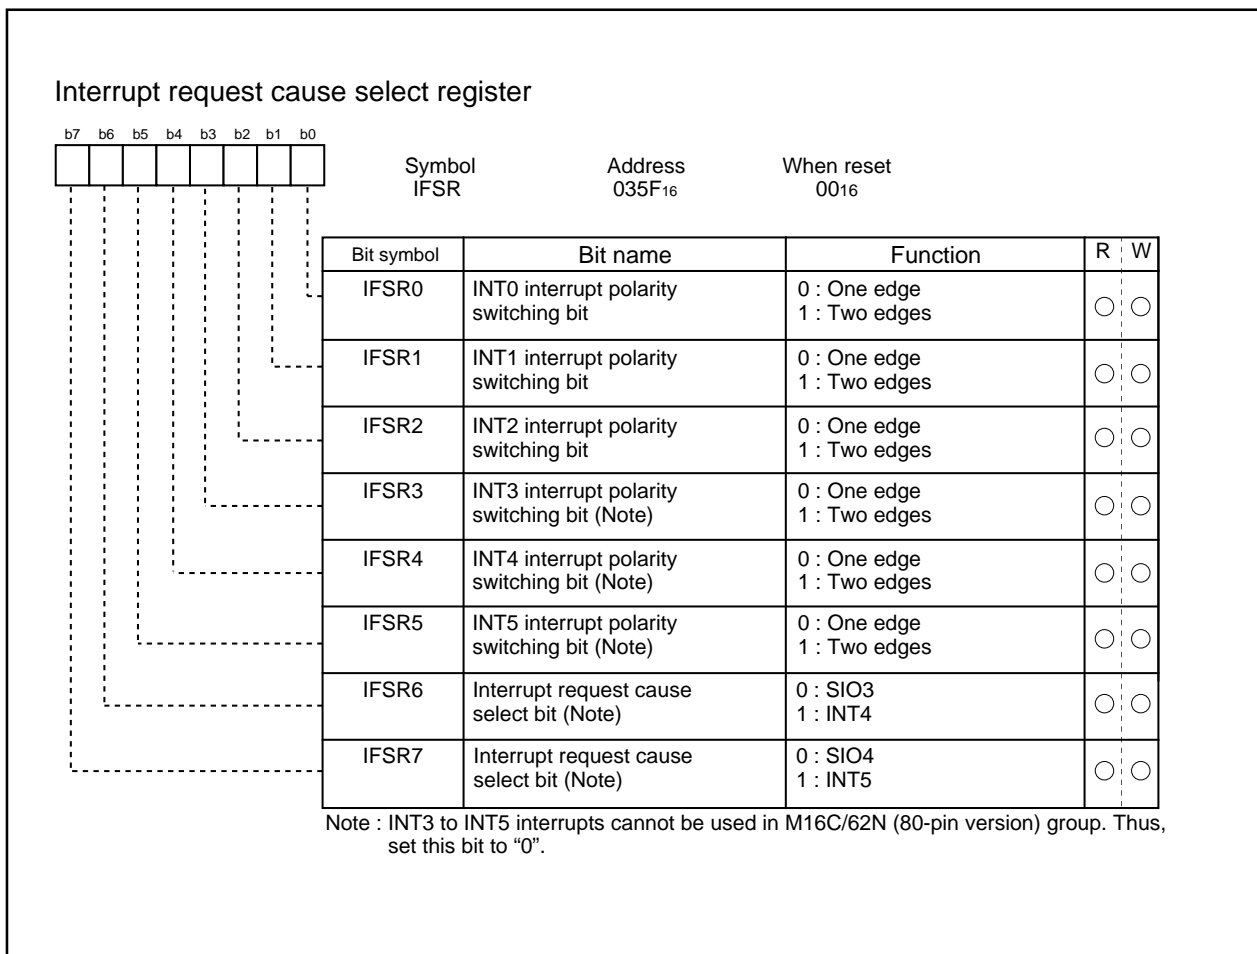 Interrupt request cause select register
b7 b6 b5 b4 b3 b2 b1 b0
Symbol Address When reset
IFSR 035F16 0016
Bit symbol Bit name Function R W
IFSR0 INT0 interrupt polarity 0 : One edge
switching bit 1 : Two edges
IFSR1 INT1 interrupt polarity 0 : One edge
switching bit 1 : Two edges
IFSR2 INT2 interrupt polarity 0 : One edge
switching bit 1 : Two edges
IFSR3 INT3 interrupt polarity 0 : One edge
switching bit (Note) 1 : Two edges
IFSR4 INT4 interrupt polarity 0 : One edge
switching bit (Note) 1 : Two edges
IFSR5 INT5 interrupt polarity 0 : One edge
switching bit (Note) 1 : Two edges
IFSR6 Interrupt request cause 0 : SIO3
select bit (Note) 1 : INT4
IFSR7 Interrupt request cause 0 : SIO4
select bit (Note) 1 : INT5
Note : INT3 to INT5 interrupts cannot be used in M16C/62N (80-pin version) group. Thus,
set this bit to “0”.